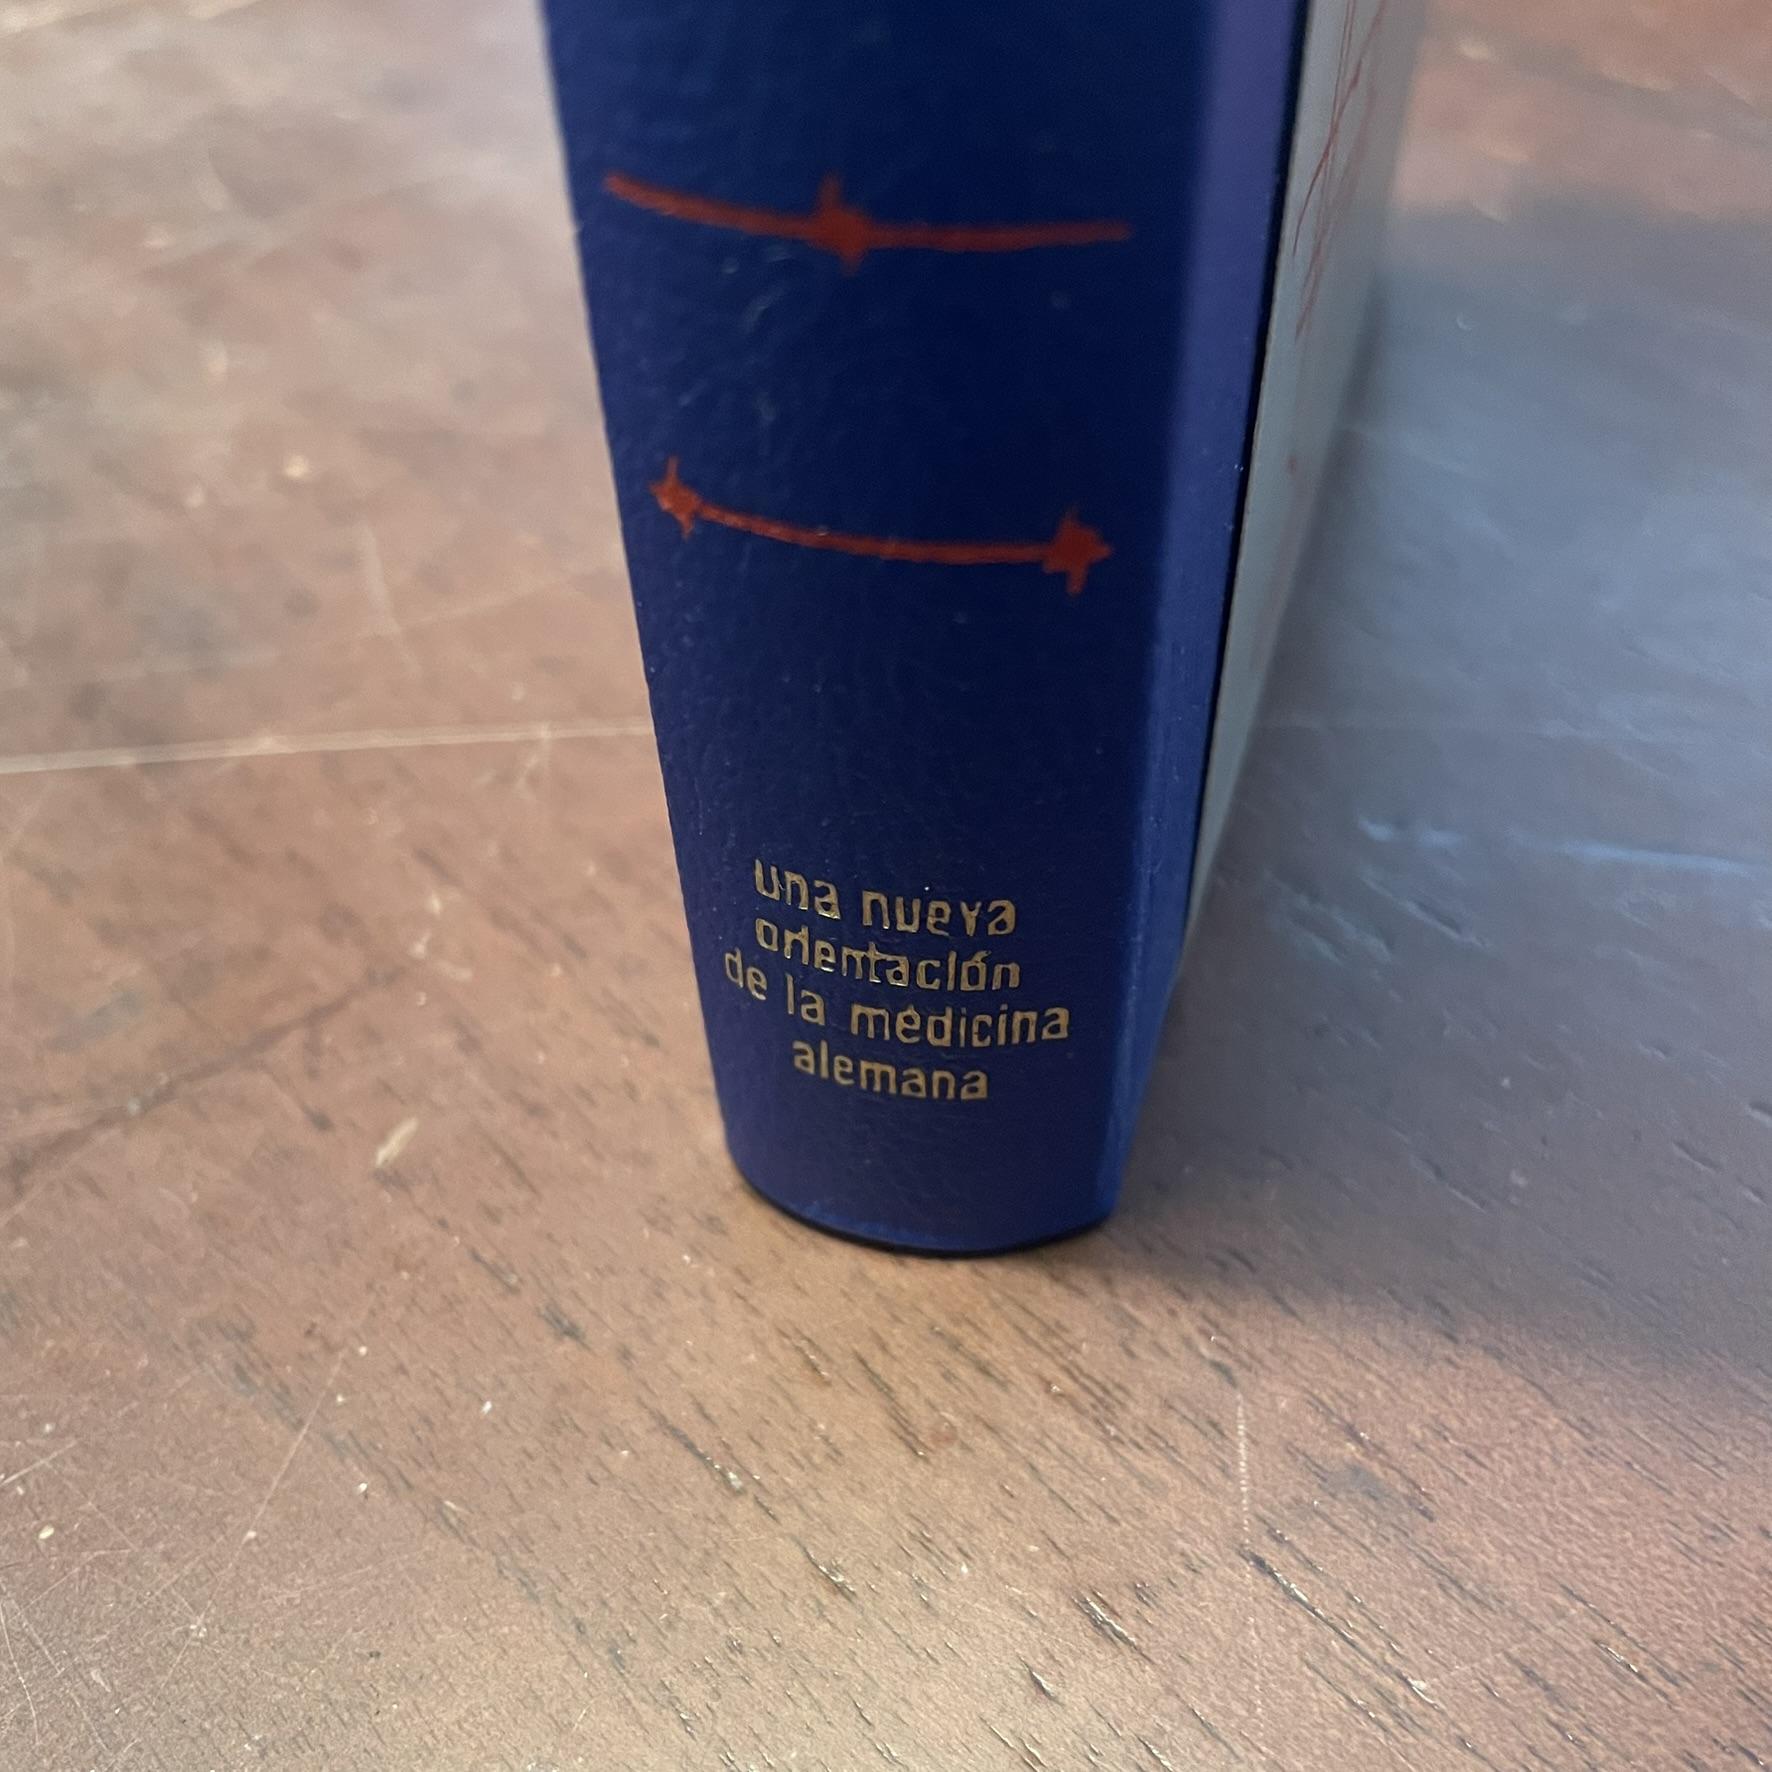 una nueva
orientación
de la medicina
alemana